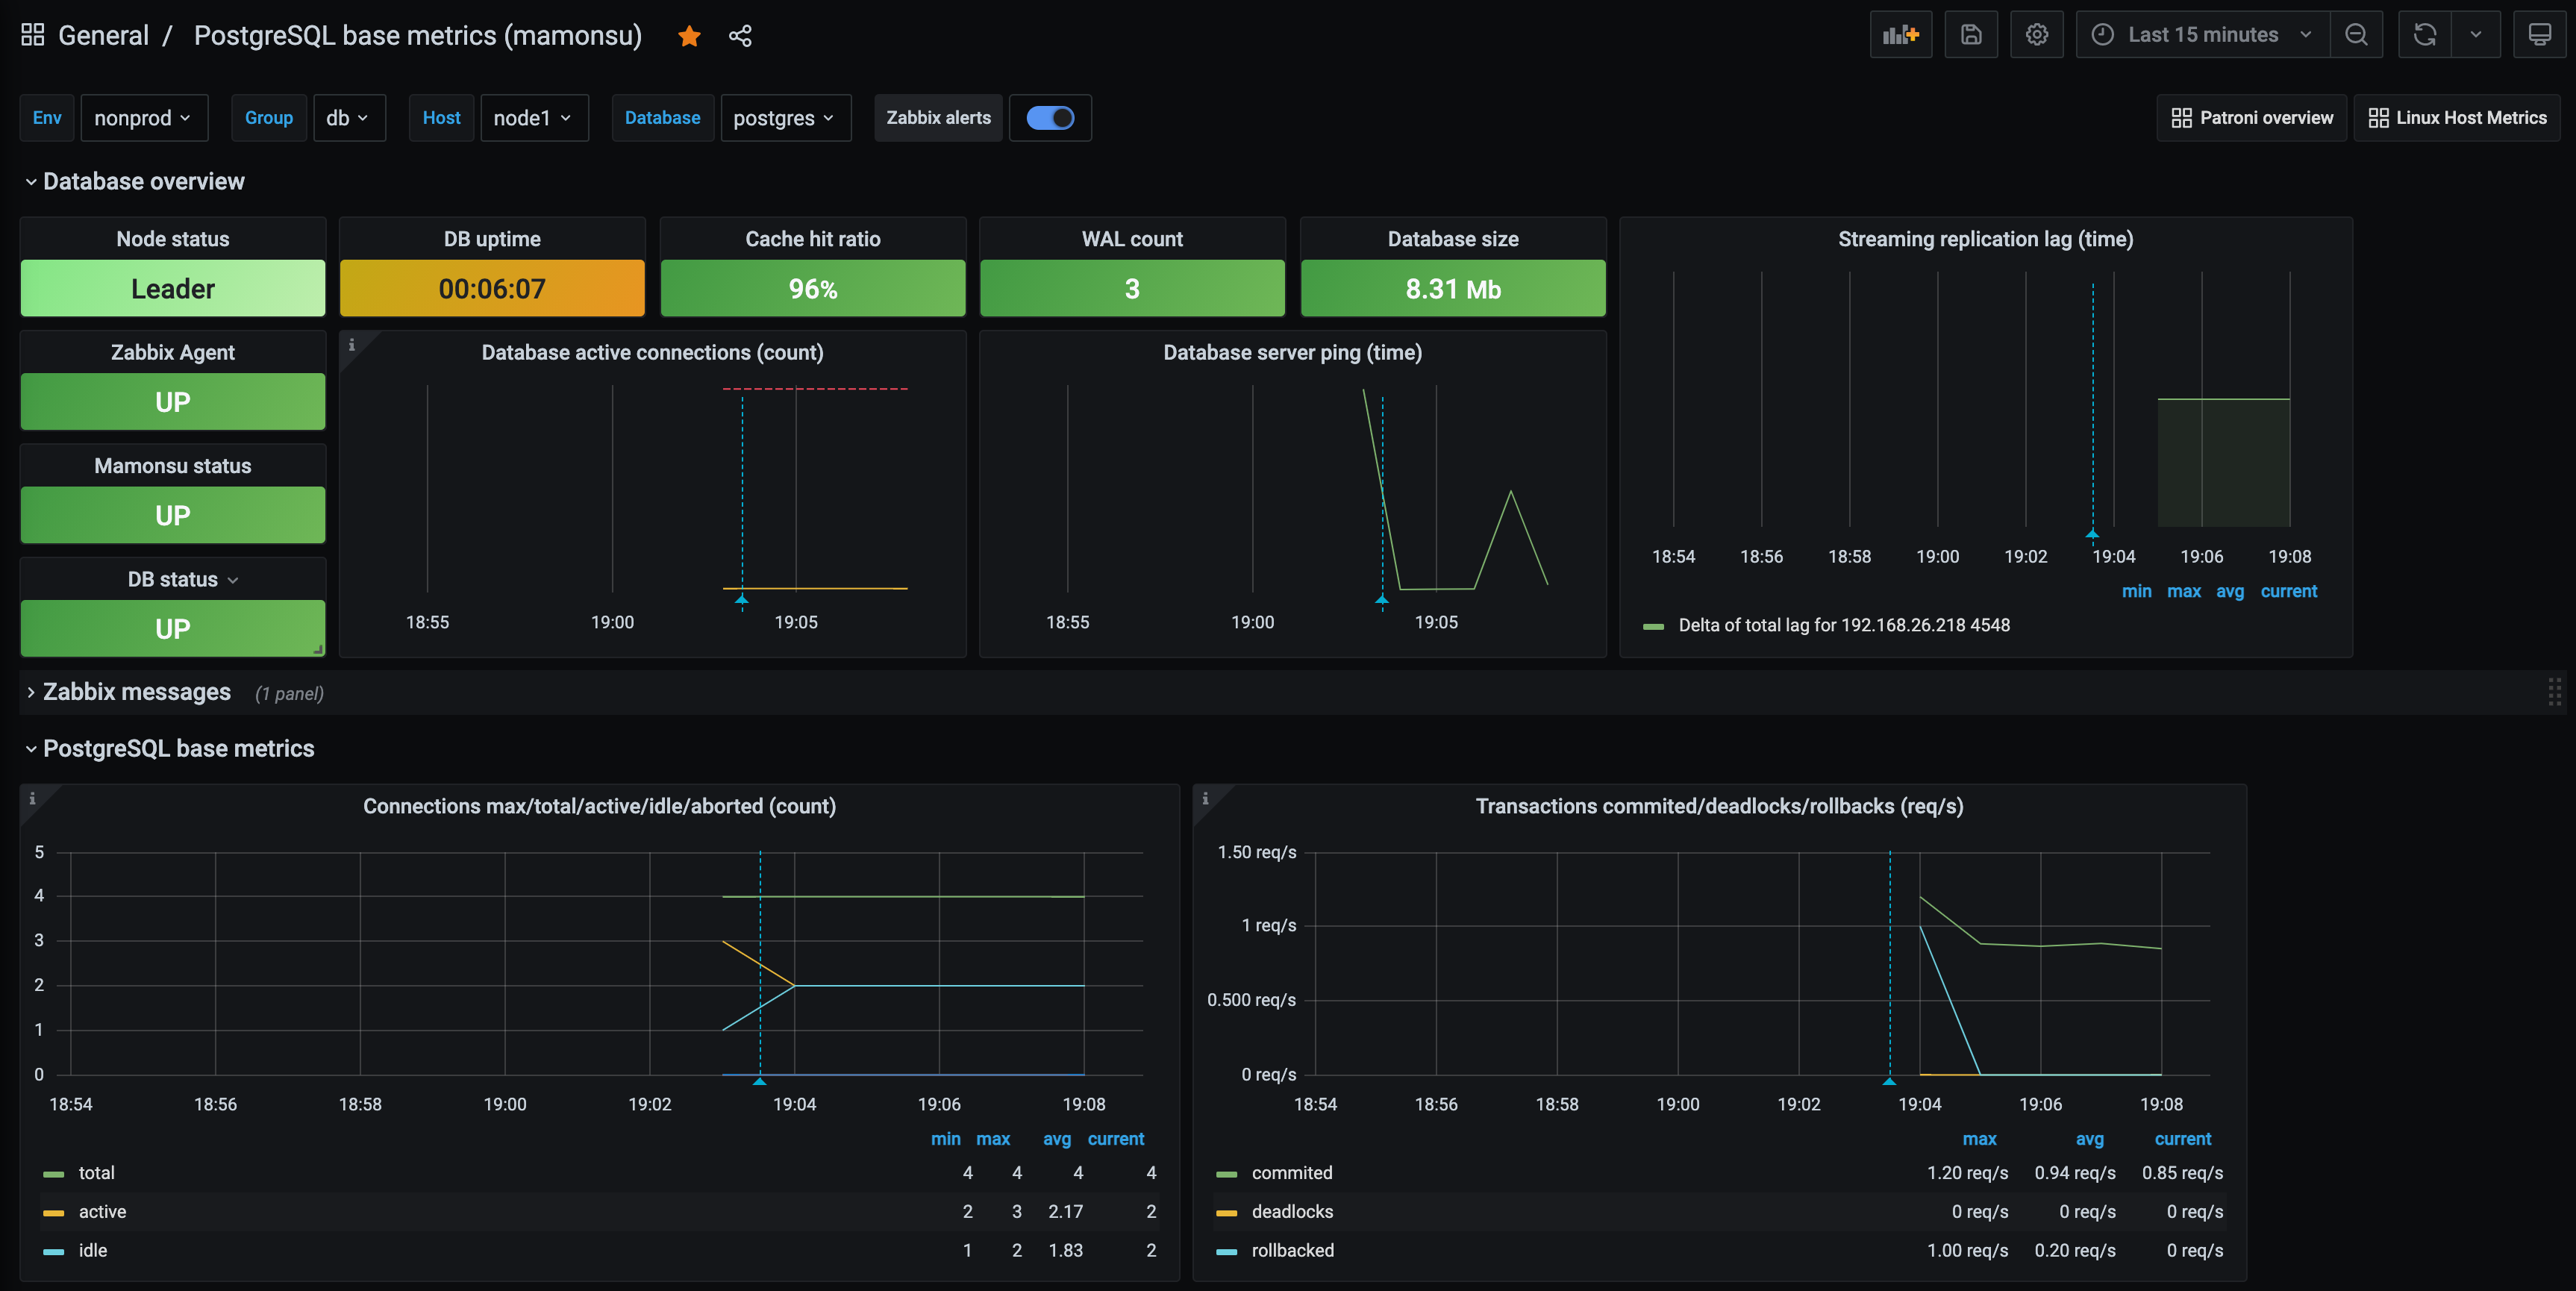 General / PostgreSQL base metrics (mamonsu)
Last 15 minutes
Env nonprod Group db Host node1 Database postgres Zabbix alerts
Patroni overview Linux Host Metrics
Database overview
Node status
Leader
DB uptime
00:06:07
Cache hit ratio
96%
WAL count
3
Database size
8.31 Mb
Streaming replication lag (time)
18:54 18:56 18:58 19:00 19:02 19:04 19:06 19:08
min max avg current
Delta of total lag for 192.168.26.218 4548
Zabbix Agent
UP
Mamonsu status
UP
DB status
UP
i
Database active connections (count)
18:55 19:00 19:05
Database server ping (time)
18:55 19:00 19:05
Zabbix messages (1 panel)
PostgreSQL base metrics
i
Connections max/total/active/idle/aborted (count)
5
4
3
2
1
0
18:54 18:56 18:58 19:00 19:02 19:04 19:06 19:08
min max avg current
total 4 4 4 4
active 2 3 2.17 2
idle 1 2 1.83 2
i
Transactions commited/deadlocks/rollbacks (req/s)
1.50 req/s
1 req/s
0.500 req/s
0 req/s
18:54 18:56 18:58 19:00 19:02 19:04 19:06 19:08
max avg current
commited 1.20 req/s 0.94 req/s 0.85 req/s
deadlocks 0 req/s 0 req/s 0 req/s
rollbacked 1.00 req/s 0.20 req/s 0 req/s